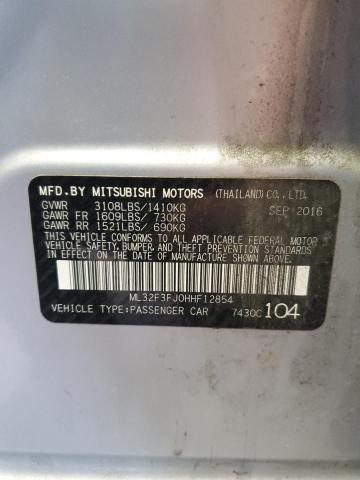 MFD.BY MITSUBISHI MOTORS (THAILAND)CO.,LTD.
GVWR 3108LBS/1410KG SEP 2016
GAWR FR 1609LBS/ 730KG
GAWR RR 1521LBS/ 690KG
THIS VEHICLE CONFORMS TO ALL APPLICABLE FEDERAL MOTOR
VEHICLE SAFETY, BUMPER, AND THEFT PREVENTION STANDARDS
IN EFFECT ON THE DATE OF MANUFACTURE SHOWN ABOVE.
ML32F3FJ0HHF12854
VEHICLE TYPE:PASSENGER CAR 7430C 104